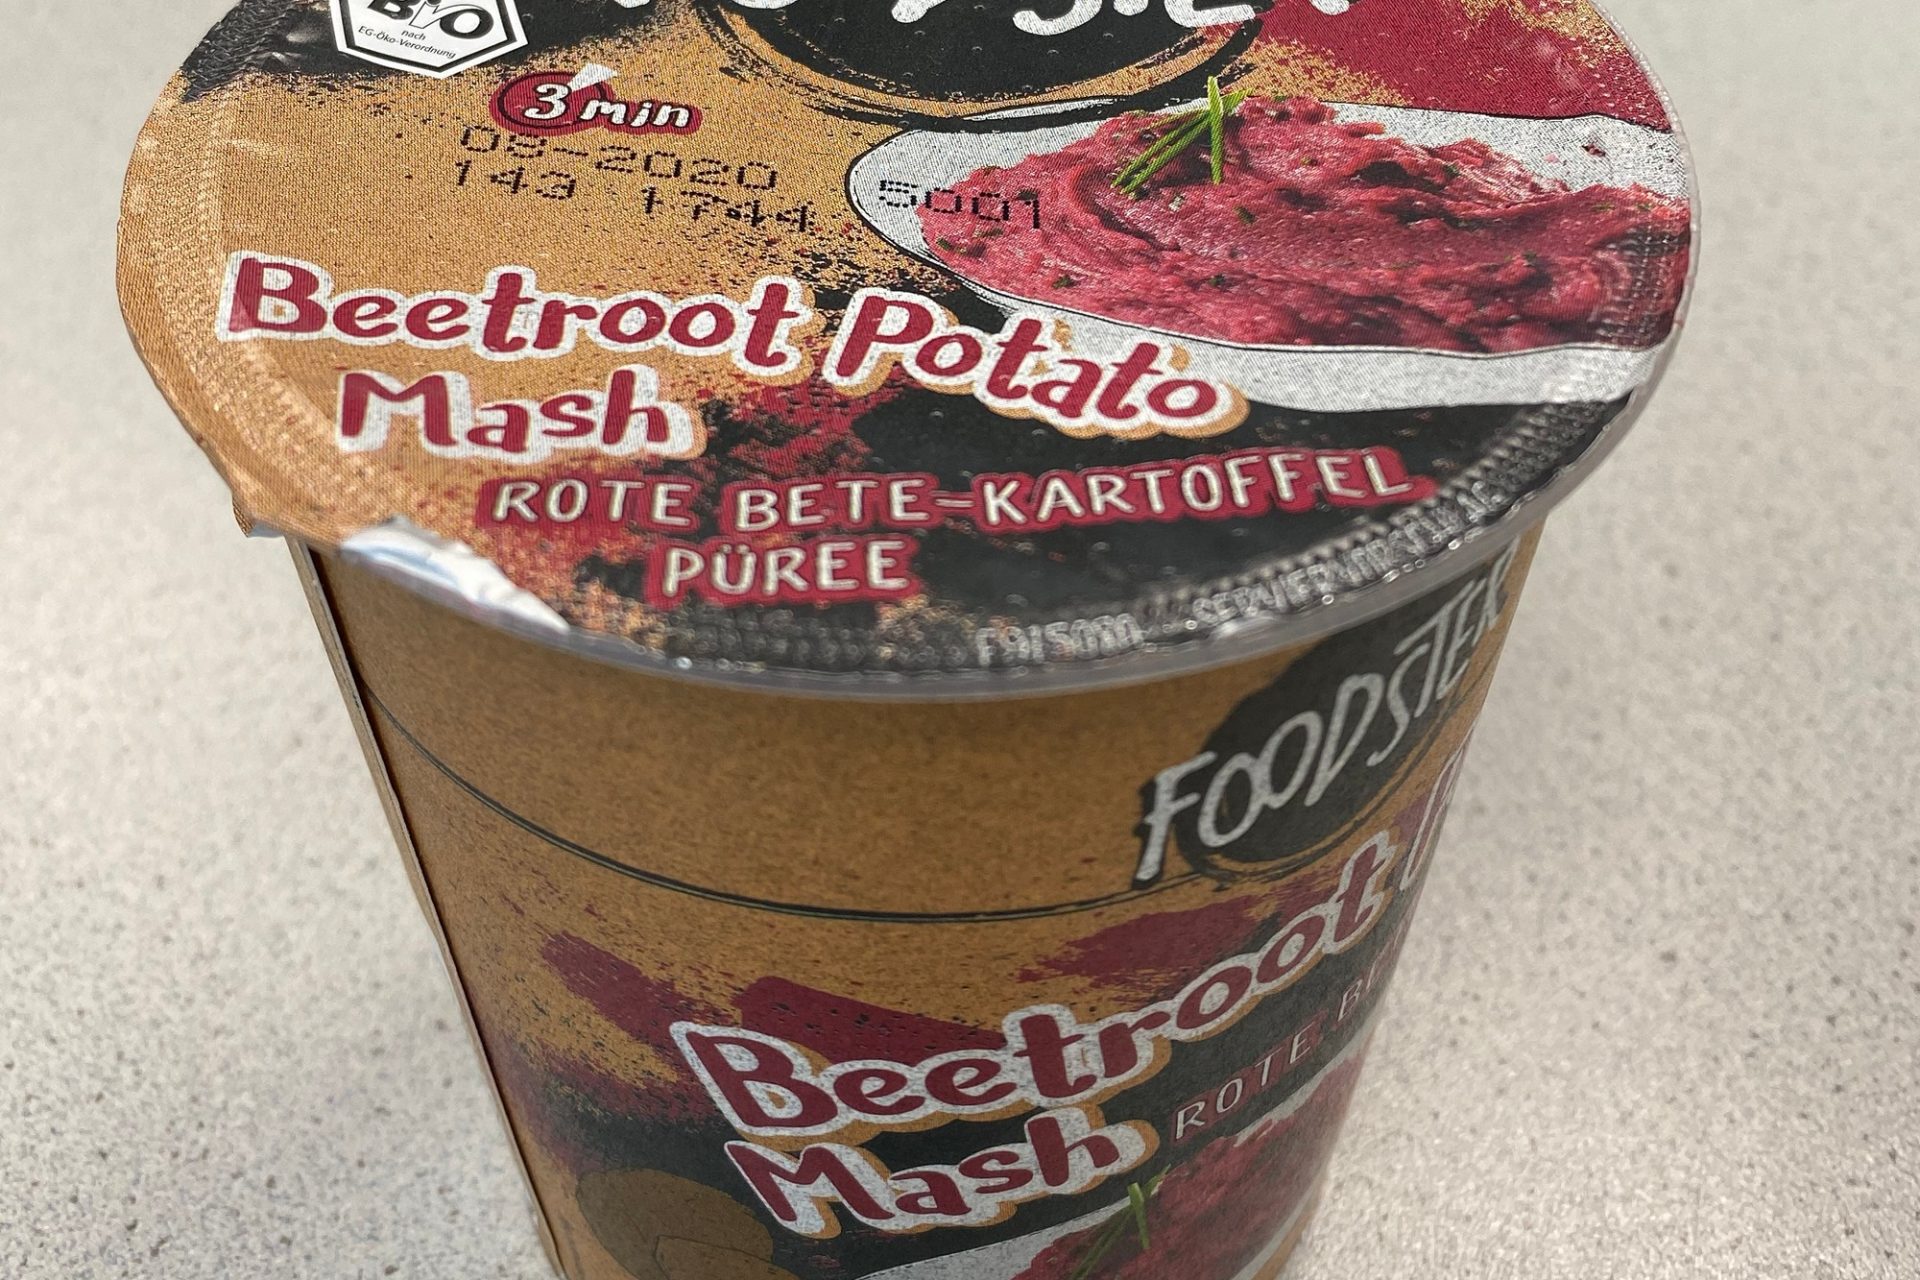 BIO
nach
EG-Öko-Verordnung
3 min
08-2020
143 1744 5001
Beetroot Potato
Mash
ROTE BETE-KARTOFFEL
PÜREE
FOODSTER
Beetroot
Mash
ROTE